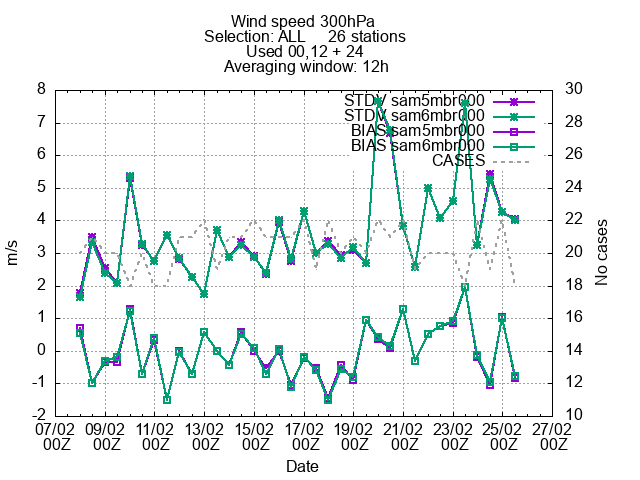 Wind speed 300hPa
Selection: ALL 26 stations
Used 00,12 + 24
Averaging window: 12h
8 30
STDV sam5mbr000
7 28
STDV sam6mbr000
BIAS sam5mbr000
6 26
BIAS sam6mbr000
CASES
5 24
4 22
3 20
2 18
1 16
0 14
-1 12
-2 10
m/s
No cases
07/02 09/02 11/02 13/02 15/02 17/02 19/02 21/02 23/02 25/02 27/02
00Z 00Z 00Z 00Z 00Z 00Z 00Z 00Z 00Z 00Z 00Z
Date